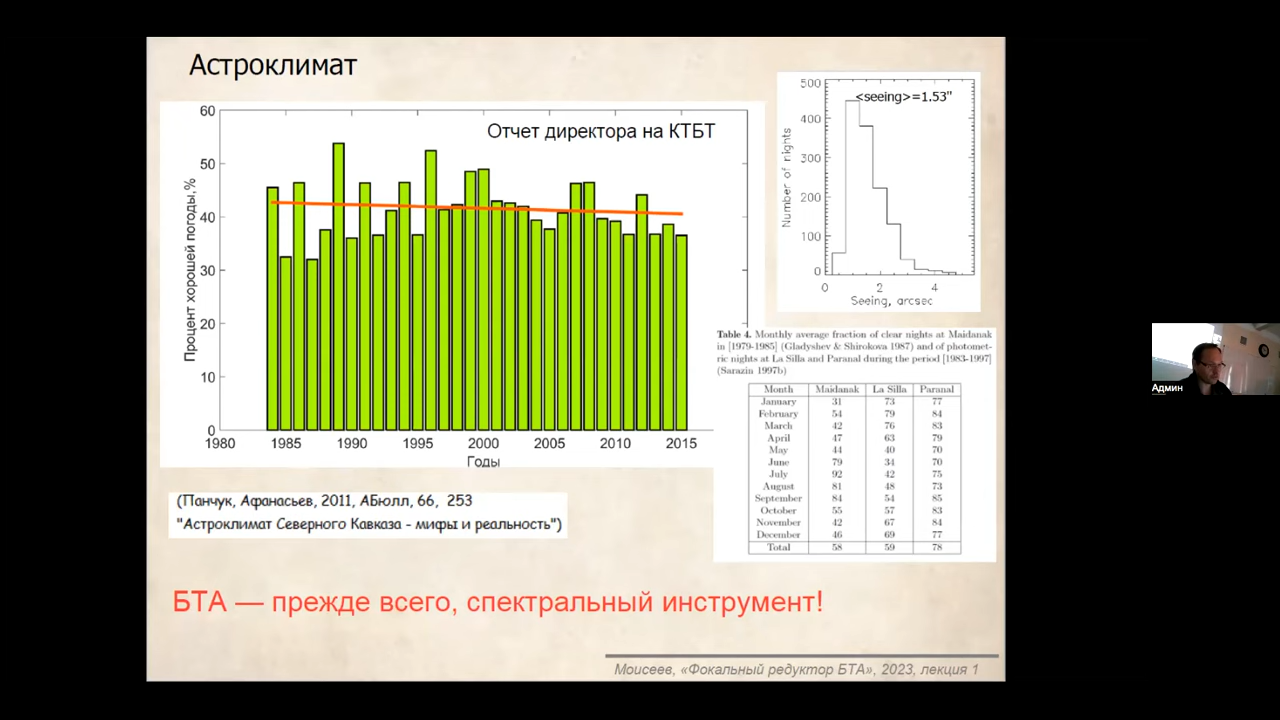 Астроклимат
Отчет директора на КТБТ
Процент хорошей погоды,%
60
50
40
30
20
10
0
1980 1985 1990 1995 2000 2005 2010 2015
Годы
<seeing>=1.53"
Number of nights
500
400
300
200
100
0
0 2 4
Seeing, arcsec
Table 4. Monthly average fraction of clear nights at Maidanak
in [1979-1985] (Gladyshev & Shirokova 1987) and of photomet-
ric nights at La Silla and Paranal during the period [1983-1997]
(Sarazin 1997b)
Month Maidanak La Silla Paranal
January 31 73 77
February 54 79 84
March 42 76 83
April 47 63 79
May 44 40 70
June 79 34 70
July 92 42 75
August 81 48 73
September 84 54 85
October 55 57 83
November 42 67 84
December 46 69 77
Total 58 59 78
(Панчук, Афанасьев, 2011, АБюлл, 66, 253
"Астроклимат Северного Кавказа - мифы и реальность")
БТА — прежде всего, спектральный инструмент!
Моисеев, «Фокальный редуктор БТА», 2023, лекция 1
Админ